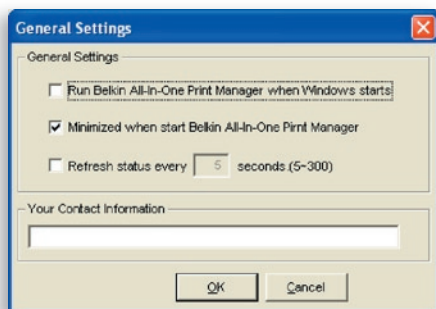 General Settings
General Settings
Run Belkin All-In-One Print Manager when Windows starts
Minimized when start Belkin All-In-One Pirnt Manager
Refresh status every 5 seconds.(5~300)
Your Contact Information
OK Cancel